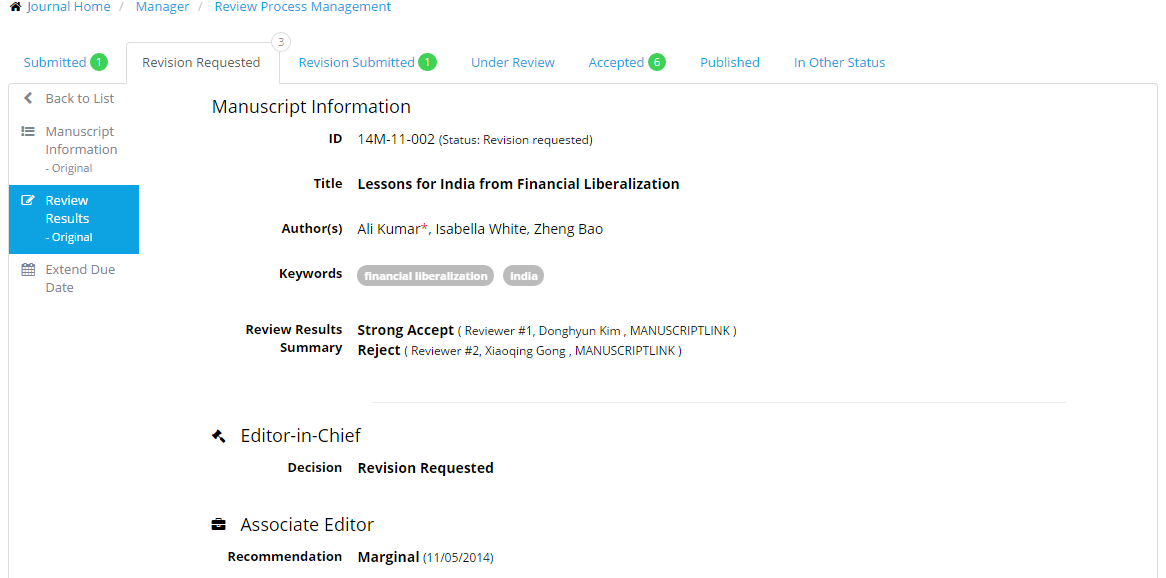 Journal Home / Manager / Review Process Management
3
Submitted 1 Revision Requested Revision Submitted 1 Under Review Accepted 6 Published In Other Status
Back to List
Manuscript
Information
- Original
Review
Results
- Original
Extend Due
Date
Manuscript Information
ID 14M-11-002 (Status: Revision requested)
Title Lessons for India from Financial Liberalization
Author(s) Ali Kumar*, Isabella White, Zheng Bao
Keywords financial liberalization india
Review Results Strong Accept ( Reviewer #1, Donghyun Kim , MANUSCRIPTLINK )
Summary Reject ( Reviewer #2, Xiaoqing Gong , MANUSCRIPTLINK )
Editor-in-Chief
Decision Revision Requested
Associate Editor
Recommendation Marginal (11/05/2014)